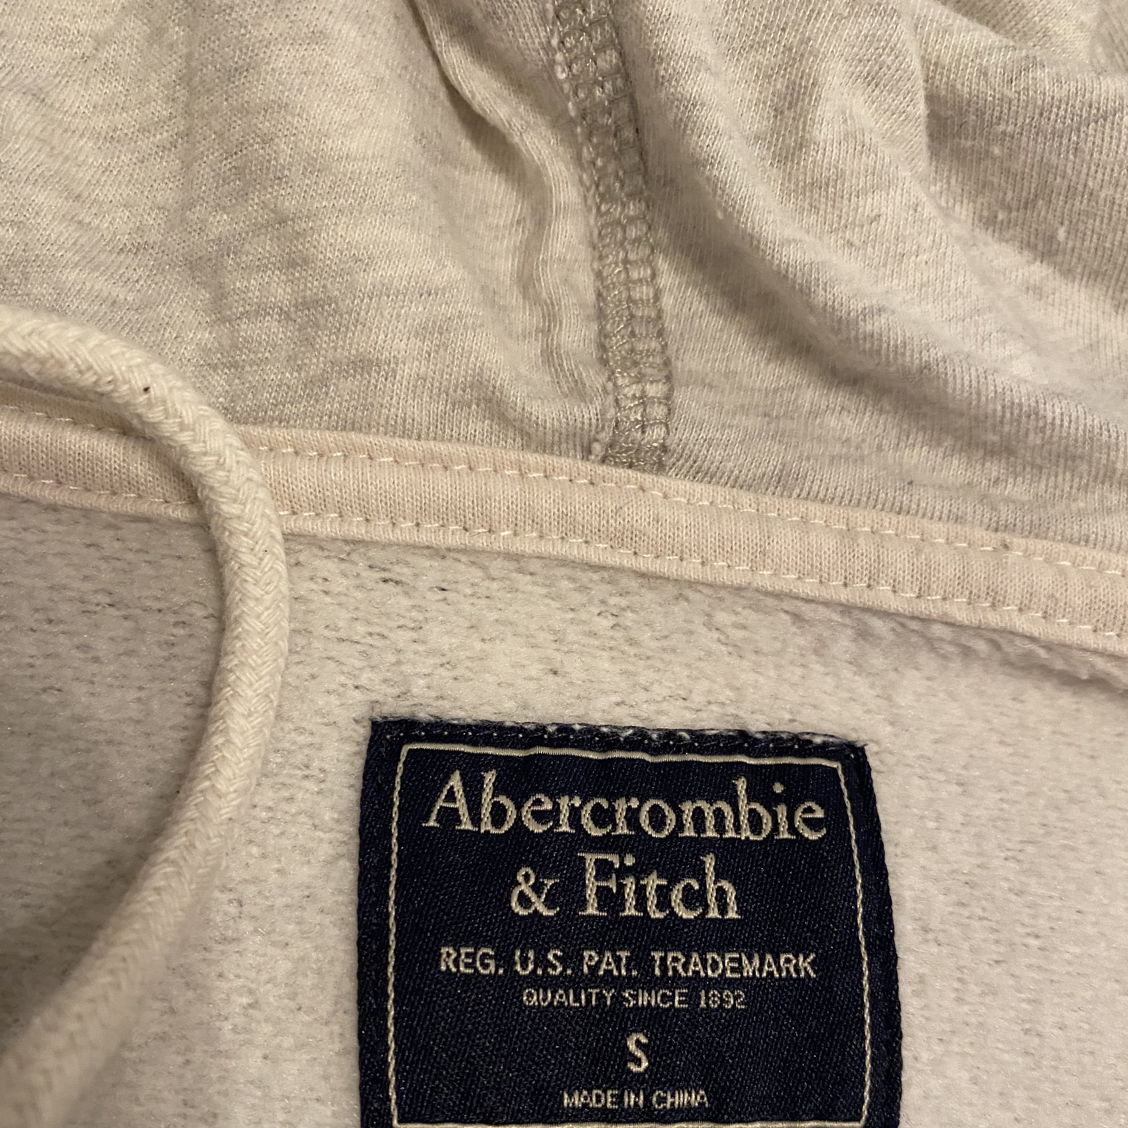 Abercrombie
& Fitch
REG. U.S. PAT. TRADEMARK
QUALITY SINCE 1892
S
MADE IN CHINA